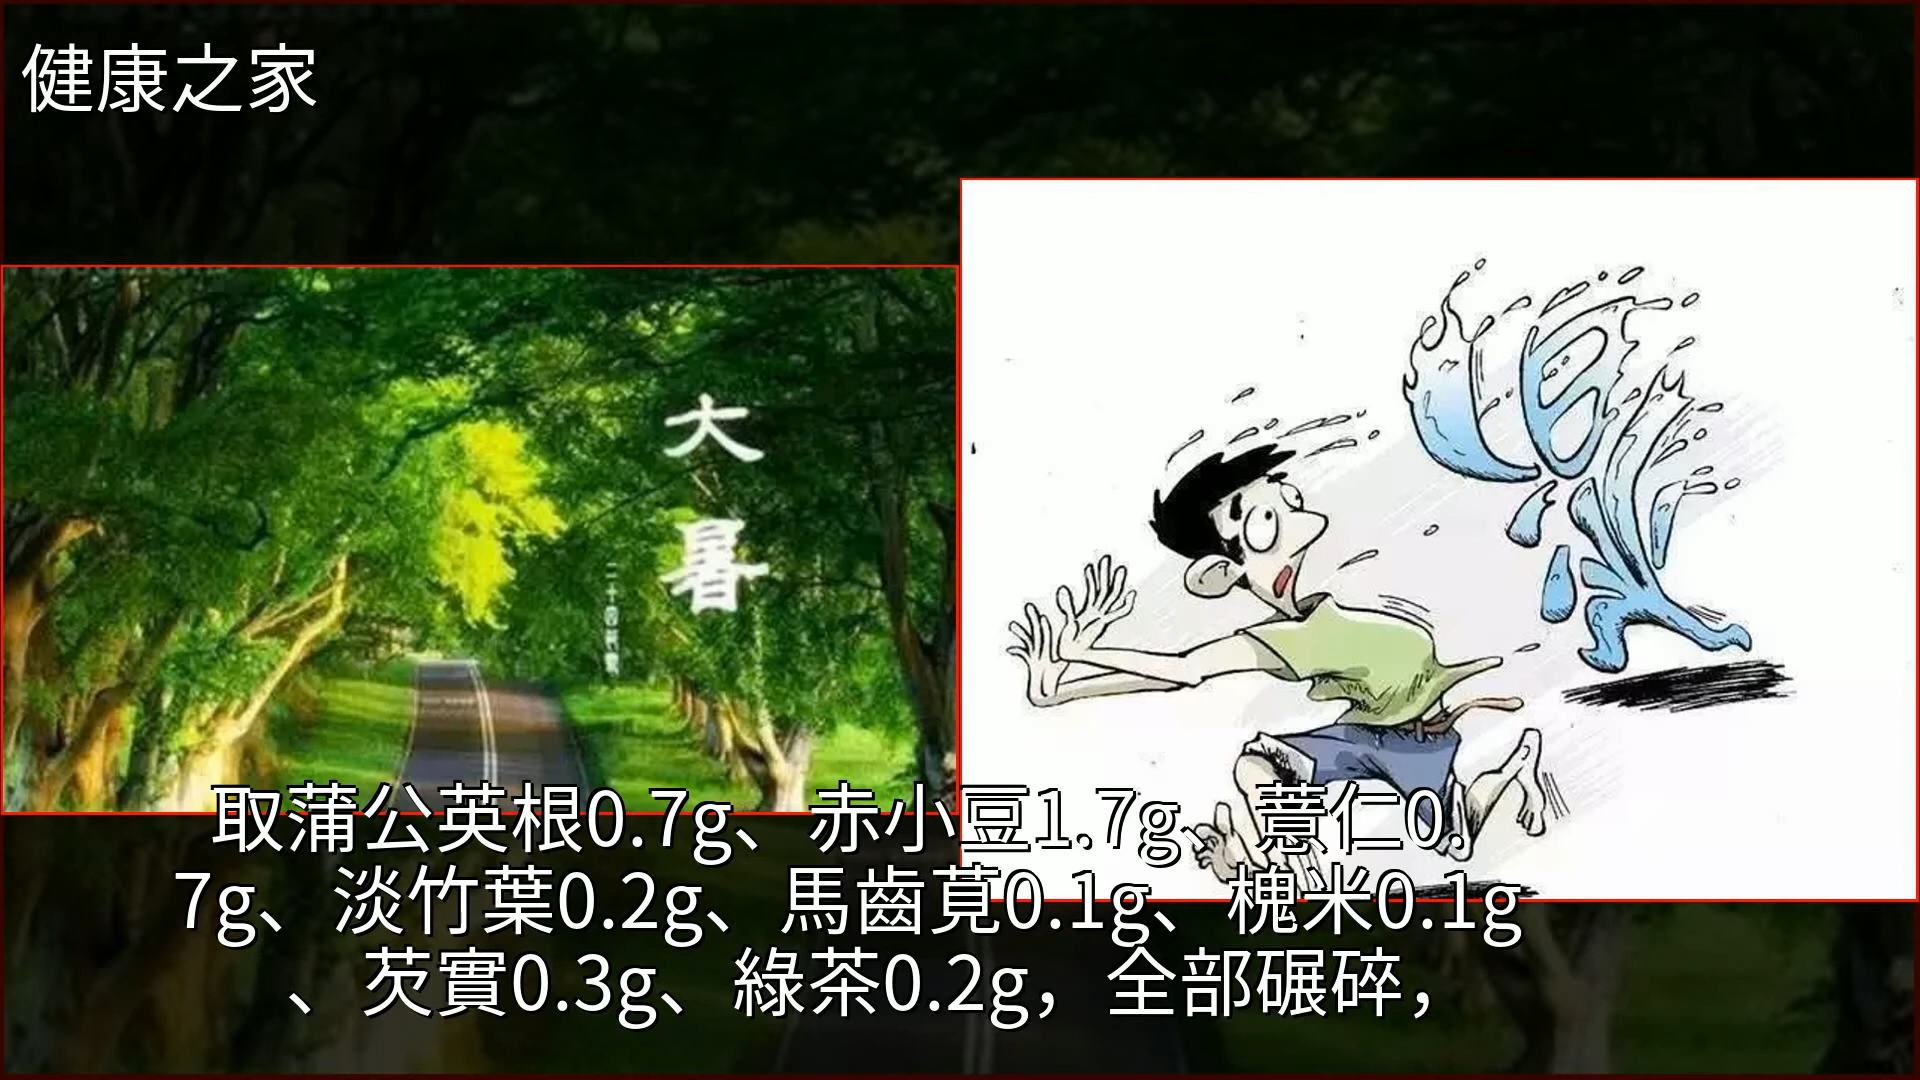 健康之家
大
暑
湿
取蒲公英根0.7g、赤小豆1.7g、薏仁0.
7g、淡竹葉0.2g、馬齒莧0.1g、槐米0.1g
、芡實0.3g、綠茶0.2g，全部碾碎，